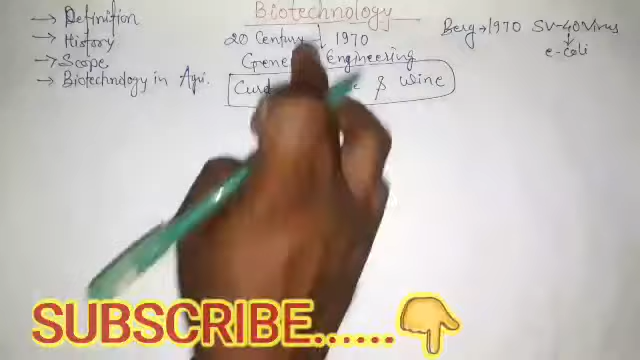 Biotechnology
→ Definition
→ History
→ Scope
→ Biotechnology in Agri.
20 Century 1970
Engineering
& Wine
Berg → 1970 SV-40 Virus
e-Coli
SUBSCRIBE......